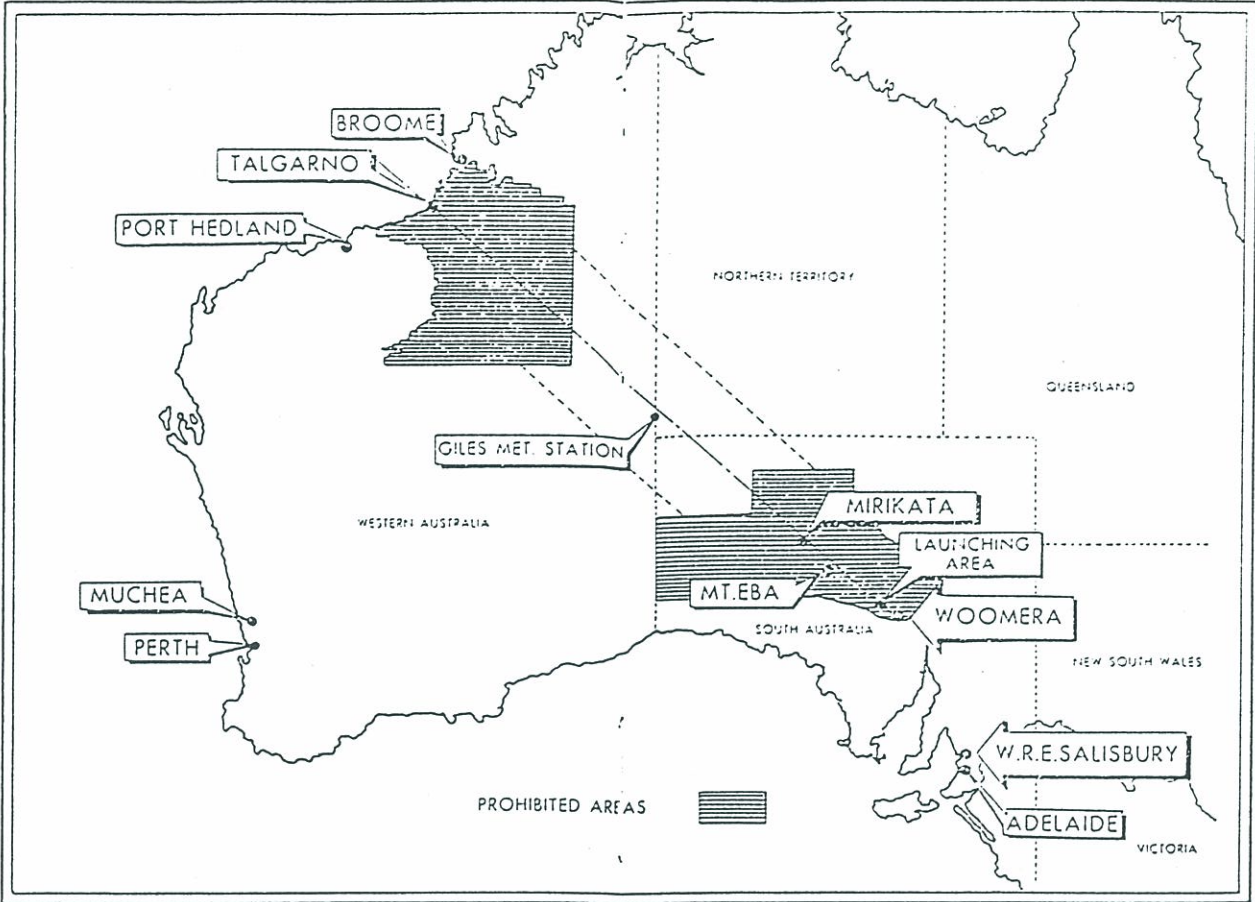 BROOME
TALGARNO
PORT HEDLAND
NORTHERN TERRITORY
QUEENSLAND
GILES MET. STATION
MIRIKATA
WESTERN AUSTRALIA
LAUNCHING
AREA
MT.EBA
MUCHEA
WOOMERA
SOUTH AUSTRALIA
PERTH
NEW SOUTH WALES
W.R.E.SALISBURY
PROHIBITED AREAS
ADELAIDE
VICTORIA